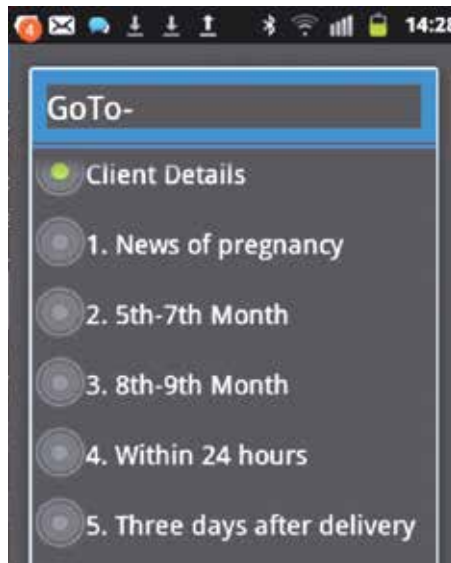 4
14:28
GoTo-
Client Details
1. News of pregnancy
2. 5th-7th Month
3. 8th-9th Month
4. Within 24 hours
5. Three days after delivery